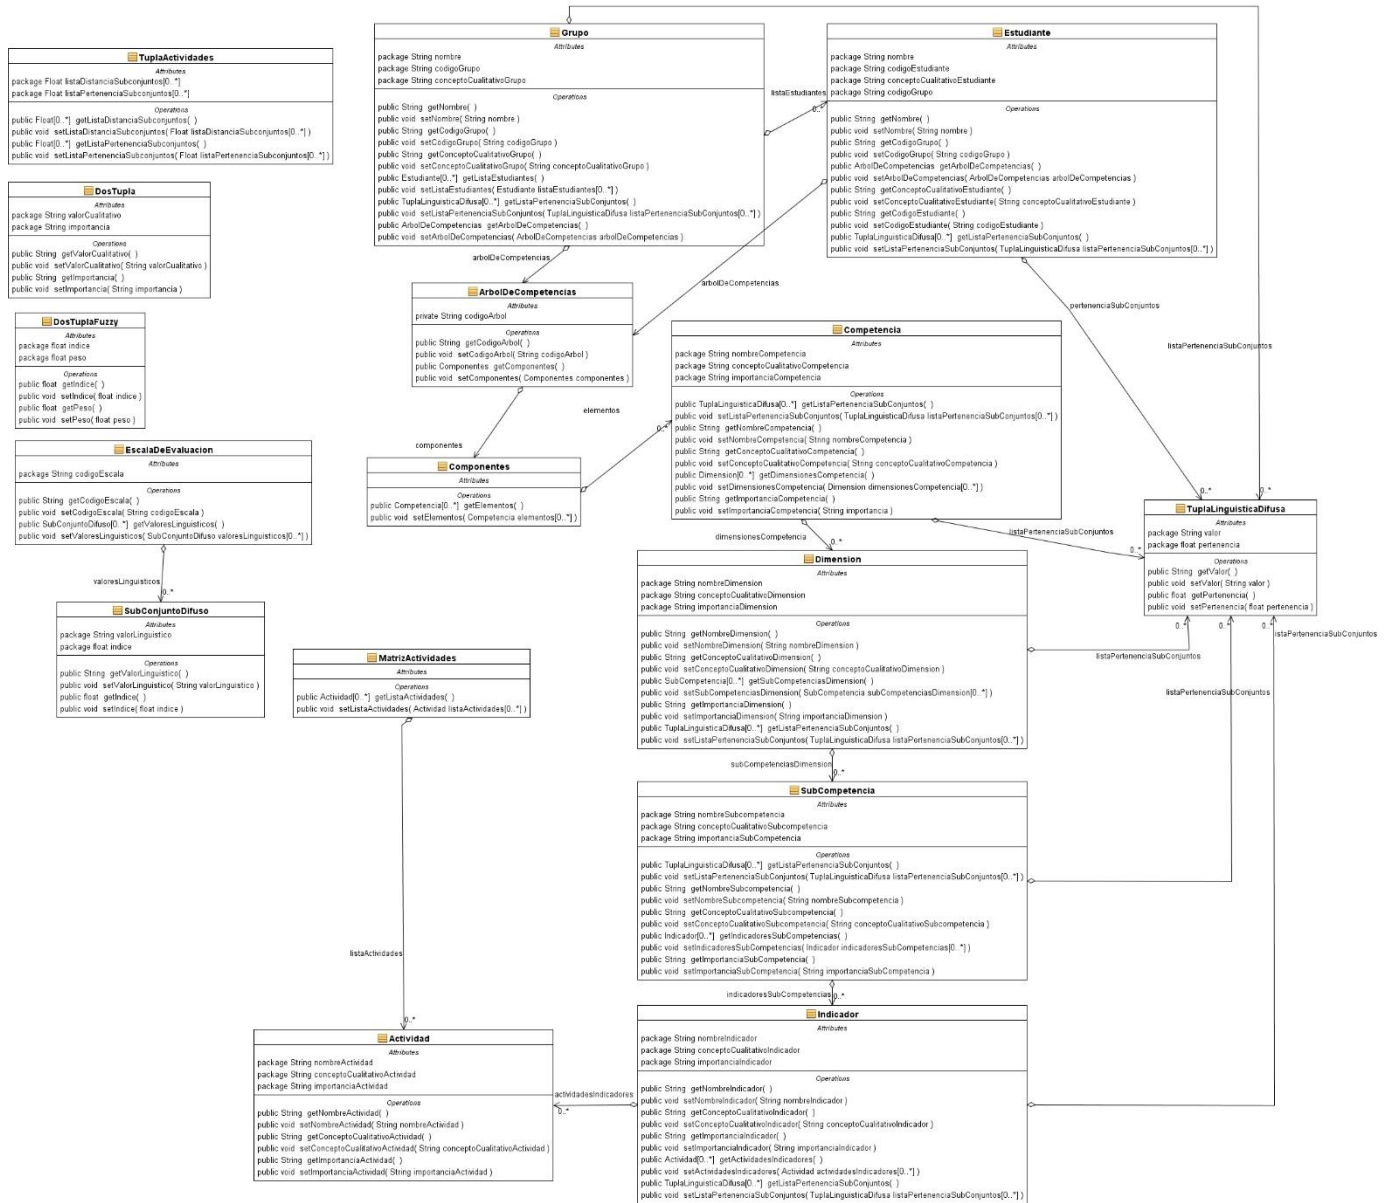 Grupo
Attributes
package String nombre
package String codigoGrupo
package String conceptoCualitativoGrupo
Operations
public String getNombre( )
public void setNombre( String nombre )
public String getCodigoGrupo( )
public void setCodigoGrupo( String codigoGrupo )
public String getConceptoCualitativoGrupo( )
public void setConceptoCualitativoGrupo( String conceptoCualitativoGrupo )
public Estudiante[0..*] getListaEstudiantes( )
public void setListaEstudiantes( Estudiante listaEstudiantes[0..*] )
public TuplaLinguisticaDifusa[0..*] getListaPertenenciaSubConjuntos( )
public void setListaPertenenciaSubConjuntos( TuplaLinguisticaDifusa listaPertenenciaSubConjuntos[0..*] )
public ArbolDeCompetencias getArbolDeCompetencias( )
public void setArbolDeCompetencias( ArbolDeCompetencias arbolDeCompetencias )
listaEstudiantes
0..*
Estudiante
Attributes
package String nombre
package String codigoEstudiante
package String conceptoCualitativoEstudiante
package String codigoGrupo
Operations
public String getNombre( )
public void setNombre( String nombre )
public String getCodigoGrupo( )
public void setCodigoGrupo( String codigoGrupo )
public ArbolDeCompetencias getArbolDeCompetencias( )
public void setArbolDeCompetencias( ArbolDeCompetencias arbolDeCompetencias )
public String getConceptoCualitativoEstudiante( )
public void setConceptoCualitativoEstudiante( String conceptoCualitativoEstudiante )
public String getCodigoEstudiante( )
public void setCodigoEstudiante( String codigoEstudiante )
public TuplaLinguisticaDifusa[0..*] getListaPertenenciaSubConjuntos( )
public void setListaPertenenciaSubConjuntos( TuplaLinguisticaDifusa listaPertenenciaSubConjuntos[0..*] )
TuplaActividades
Attributes
package Float listaDistanciaSubconjuntos[0..*]
package Float listaPertenenciaSubconjuntos[0..*]
Operations
public Float[0..*] getListaDistanciaSubconjuntos( )
public void setListaDistanciaSubconjuntos( Float listaDistanciaSubconjuntos[0..*] )
public Float[0..*] getListaPertenenciaSubconjuntos( )
public void setListaPertenenciaSubconjuntos( Float listaPertenenciaSubconjuntos[0..*] )
DosTupla
Attributes
package String valorCualitativo
package String importancia
Operations
public String getValorCualitativo( )
public void setValorCualitativo( String valorCualitativo )
public String getImportancia( )
public void setImportancia( String importancia )
arbolDeCompetencias
arbolDeCompetencias
pertenenciaSubConjuntos
listaPertenenciaSubConjuntos
ArbolDeCompetencias
Attributes
private String codigoArbol
Operations
public String getCodigoArbol( )
public void setCodigoArbol( String codigoArbol )
public Componentes getComponentes( )
public void setComponentes( Componentes componentes )
DosTuplaFuzzy
Attributes
package float indice
package float peso
Operations
public float getIndice( )
public void setIndice( float indice )
public float getPeso( )
public void setPeso( float peso )
Competencia
Attributes
package String nombreCompetencia
package String conceptoCualitativoCompetencia
package String importanciaCompetencia
Operations
public TuplaLinguisticaDifusa[0..*] getListaPertenenciaSubConjuntos( )
public void setListaPertenenciaSubConjuntos( TuplaLinguisticaDifusa listaPertenenciaSubConjuntos[0..*] )
public String getNombreCompetencia( )
public void setNombreCompetencia( String nombreCompetencia )
public String getConceptoCualitativoCompetencia( )
public void setConceptoCualitativoCompetencia( String conceptoCualitativoCompetencia )
public Dimension[0..*] getDimensionesCompetencia( )
public void setDimensionesCompetencia( Dimension dimensionesCompetencia[0..*] )
public String getImportanciaCompetencia( )
public void setImportanciaCompetencia( String importancia )
elementos
0..*
componentes
Componentes
Attributes
Operations
public Competencia[0..*] getElementos( )
public void setElementos( Competencia elementos[0..*] )
EscalaDeEvaluacion
Attributes
package String codigoEscala
Operations
public String getCodigoEscala( )
public void setCodigoEscala( String codigoEscala )
public SubConjuntoDifuso[0..*] getValoresLinguisticos( )
public void setValoresLinguisticos( SubConjuntoDifuso valoresLinguisticos[0..*] )
valoresLinguisticos
0..*
SubConjuntoDifuso
Attributes
package String valorLinguistico
package float indice
Operations
public String getValorLinguistico( )
public void setValorLinguistico( String valorLinguistico )
public float getIndice( )
public void setIndice( float indice )
0..*
0..*
TuplaLinguisticaDifusa
Attributes
package String valor
package float pertenencia
Operations
public String getValor( )
public void setValor( String valor )
public float getPertenencia( )
public void setPertenencia( float pertenencia )
dimensionesCompetencia
0..*
listaPertenenciaSubConjuntos
0..*
Dimension
Attributes
package String nombreDimension
package String conceptoCualitativoDimension
package String importanciaDimension
Operations
public String getNombreDimension( )
public void setNombreDimension( String nombreDimension )
public String getConceptoCualitativoDimension( )
public void setConceptoCualitativoDimension( String conceptoCualitativoDimension )
public SubCompetencia[0..*] getSubCompetenciasDimension( )
public void setSubCompetenciasDimension( SubCompetencia subCompetenciasDimension[0..*] )
public String getImportanciaDimension( )
public void setImportanciaDimension( String importanciaDimension )
public TuplaLinguisticaDifusa[0..*] getListaPertenenciaSubConjuntos( )
public void setListaPertenenciaSubConjuntos( TuplaLinguisticaDifusa listaPertenenciaSubConjuntos[0..*] )
0..*
0..*
0..*
istaPertenenciaSubConjuntos
listaPertenenciaSubConjuntos
listaPertenenciaSubConjuntos
MatrizActividades
Attributes
Operations
public Actividad[0..*] getListaActividades( )
public void setListaActividades( Actividad listaActividades[0..*] )
subCompetenciasDimension
0..*
SubCompetencia
Attributes
package String nombreSubcompetencia
package String conceptoCualitativoSubcompetencia
package String importanciaSubCompetencia
Operations
public TuplaLinguisticaDifusa[0..*] getListaPertenenciaSubConjuntos( )
public void setListaPertenenciaSubConjuntos( TuplaLinguisticaDifusa listaPertenenciaSubConjuntos[0..*] )
public String getNombreSubcompetencia( )
public void setNombreSubcompetencia( String nombreSubcompetencia )
public String getConceptoCualitativoSubcompetencia( )
public void setConceptoCualitativoSubcompetencia( String conceptoCualitativoSubcompetencia )
public Indicador[0..*] getIndicadoresSubCompetencias( )
public void setIndicadoresSubCompetencias( Indicador indicadoresSubCompetencias[0..*] )
public String getImportanciaSubCompetencia( )
public void setImportanciaSubCompetencia( String importanciaSubCompetencia )
listaActividades
0..*
indicadoresSubCompetencias
0..*
Actividad
Attributes
package String nombreActividad
package String conceptoCualitativoActividad
package String importanciaActividad
Operations
public String getNombreActividad( )
public void setNombreActividad( String nombreActividad )
public String getConceptoCualitativoActividad( )
public void setConceptoCualitativoActividad( String conceptoCualitativoActividad )
public String getImportanciaActividad( )
public void setImportanciaActividad( String importanciaActividad )
actividadesIndicadores
0..*
Indicador
Attributes
package String nombreIndicador
package String conceptoCualitativoIndicador
package String importanciaIndicador
Operations
public String getNombreIndicador( )
public void setNombreIndicador( String nombreIndicador )
public String getConceptoCualitativoIndicador( )
public void setConceptoCualitativoIndicador( String conceptoCualitativoIndicador )
public String getImportanciaIndicador( )
public void setImportanciaIndicador( String importanciaIndicador )
public Actividad[0..*] getActividadesIndicadores( )
public void setActividadesIndicadores( Actividad actividadesIndicadores[0..*] )
public TuplaLinguisticaDifusa[0..*] getListaPertenenciaSubConjuntos( )
public void setListaPertenenciaSubConjuntos( TuplaLinguisticaDifusa listaPertenenciaSubConjuntos[0..*] )